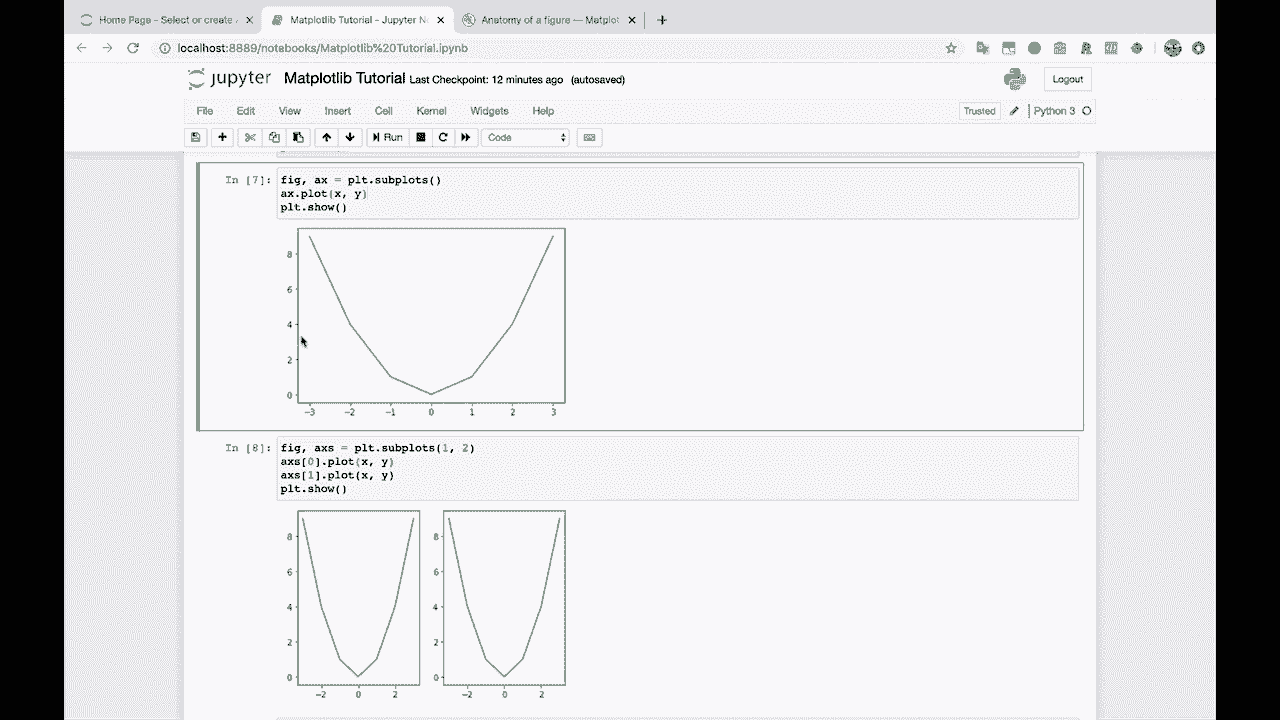 Home Page - Select or create
Matplotlib Tutorial - Jupyter N
Anatomy of a figure — Matplot
localhost:8889/notebooks/Matplotlib%20Tutorial.ipynb
jupyter Matplotlib Tutorial Last Checkpoint: 12 minutes ago (autosaved)
Logout
File Edit View Insert Cell Kernel Widgets Help
Trusted Python 3
Run Code
In [7]: fig, ax = plt.subplots()
ax.plot(x, y)
plt.show()
8
6
4
2
0
−3 −2 −1 0 1 2 3
In [8]: fig, axs = plt.subplots(1, 2)
axs[0].plot(x, y)
axs[1].plot(x, y)
plt.show()
8 8
6 6
4 4
2 2
0 0
−2 0 2 −2 0 2